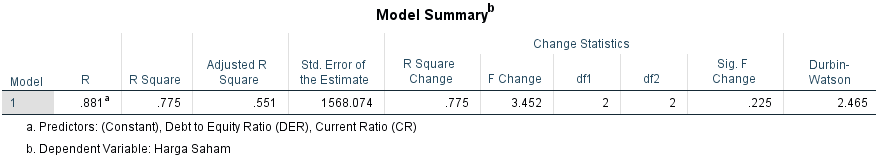 Model Summaryb
Change Statistics
Model R R Square Adjusted R Square Std. Error of the Estimate R Square Change F Change df1 df2 Sig. F Change Durbin-Watson
1 .881a .775 .551 1568.074 .775 3.452 2 2 .225 2.465
a. Predictors: (Constant), Debt to Equity Ratio (DER), Current Ratio (CR)
b. Dependent Variable: Harga Saham